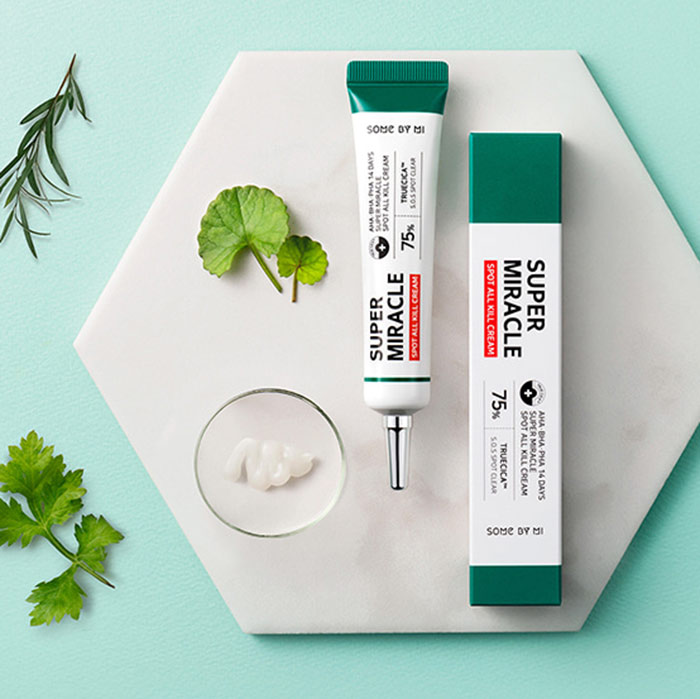 SOME BY MI
AHA·BHA·PHA 14 DAYS
SUPER MIRACLE
SPOT ALL KILL CREAM
75%
TRUECICA™
S.O.S SPOT CLEAR
SUPER
MIRACLE
SPOT ALL KILL CREAM
SUPER
MIRACLE
SPOT ALL KILL CREAM
75%
TRUECICA™
S.O.S SPOT CLEAR
AHA·BHA·PHA 14 DAYS
SUPER MIRACLE
SPOT ALL KILL CREAM
SOME BY MI